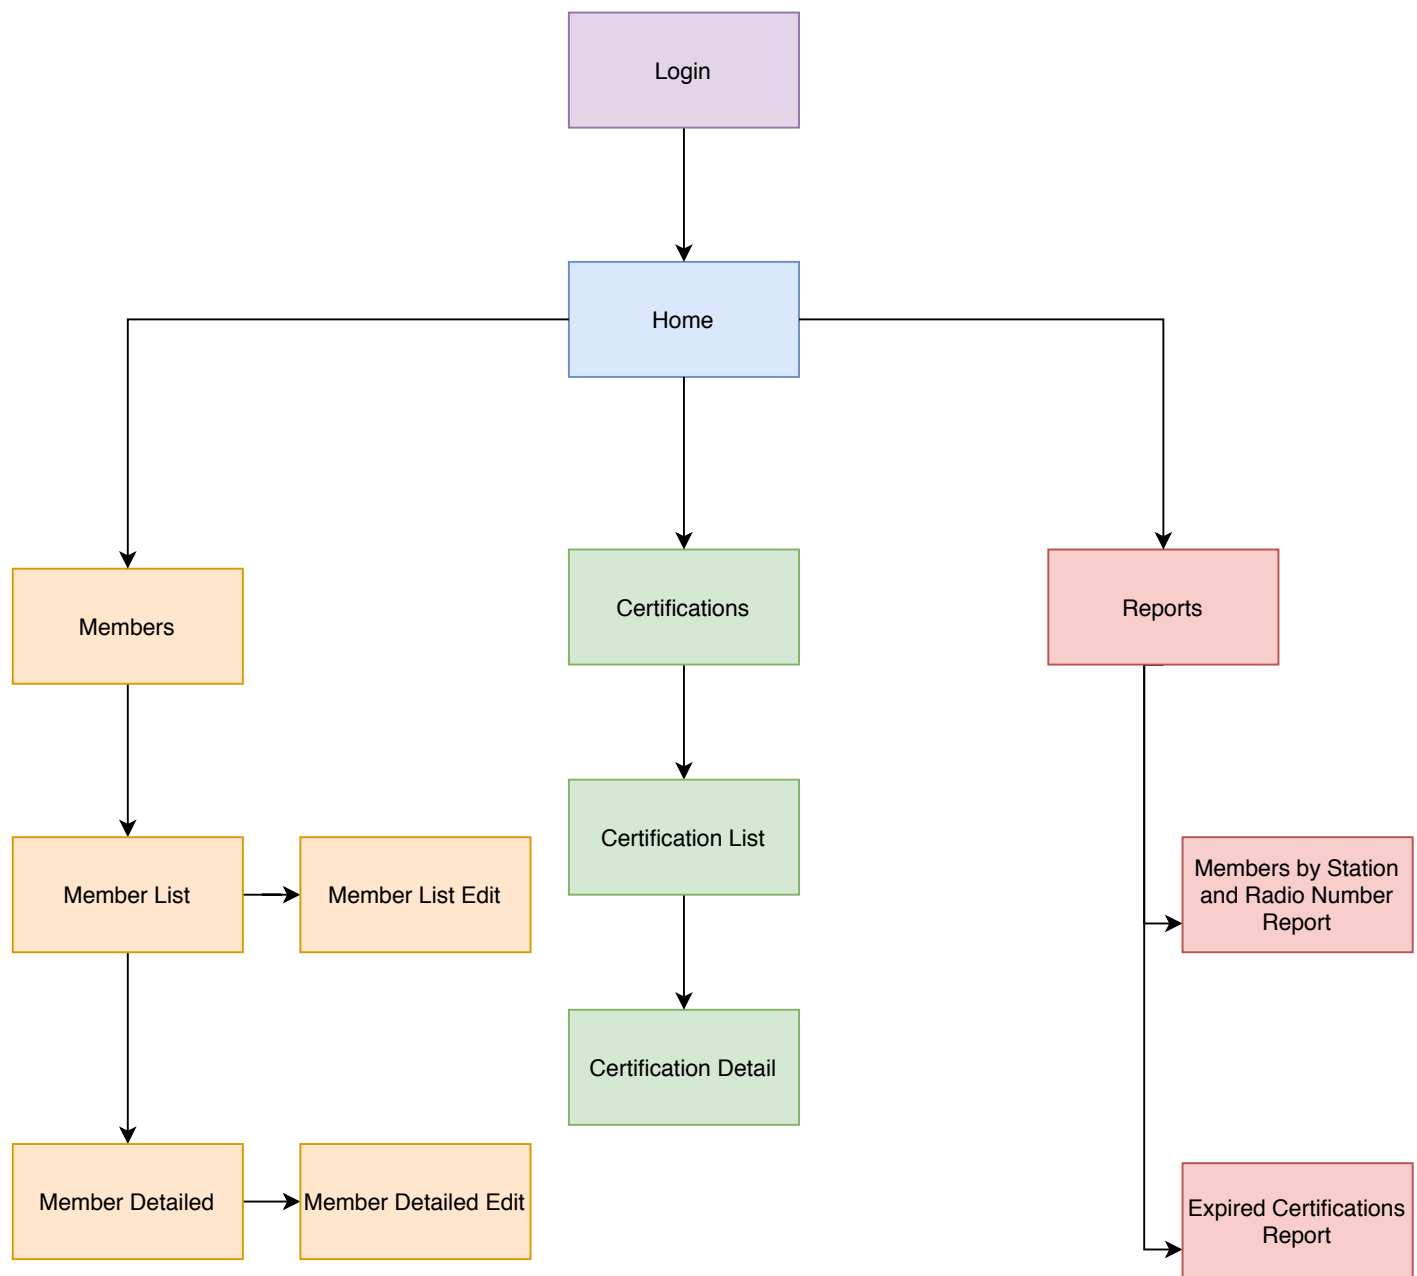 Login
Home
Members
Certifications
Reports
Member List
Member List Edit
Certification List
Members by Station
and Radio Number
Report
Certification Detail
Member Detailed
Member Detailed Edit
Expired Certifications
Report